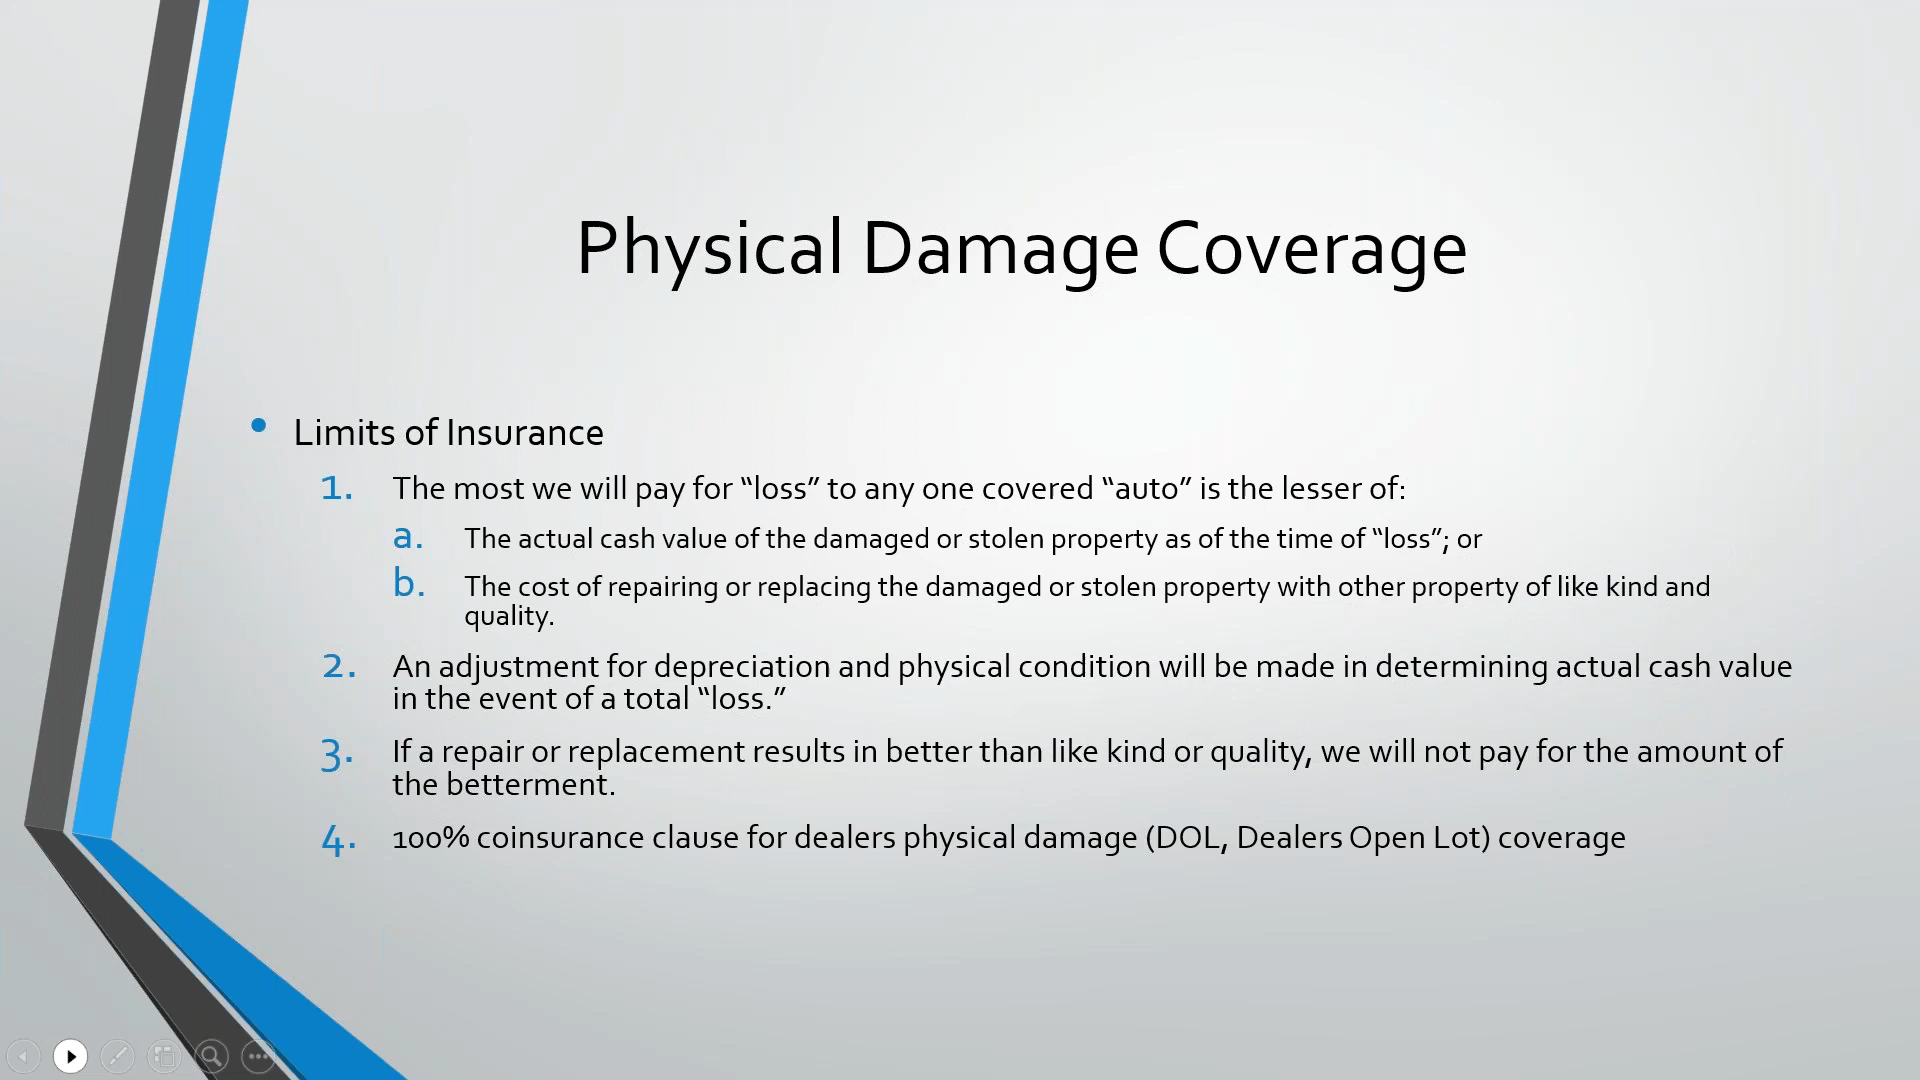 Physical Damage Coverage
• Limits of Insurance
1. The most we will pay for “loss” to any one covered “auto” is the lesser of:
a. The actual cash value of the damaged or stolen property as of the time of “loss”; or
b. The cost of repairing or replacing the damaged or stolen property with other property of like kind and
quality.
2. An adjustment for depreciation and physical condition will be made in determining actual cash value
in the event of a total “loss.”
3. If a repair or replacement results in better than like kind or quality, we will not pay for the amount of
the betterment.
4. 100% coinsurance clause for dealers physical damage (DOL, Dealers Open Lot) coverage